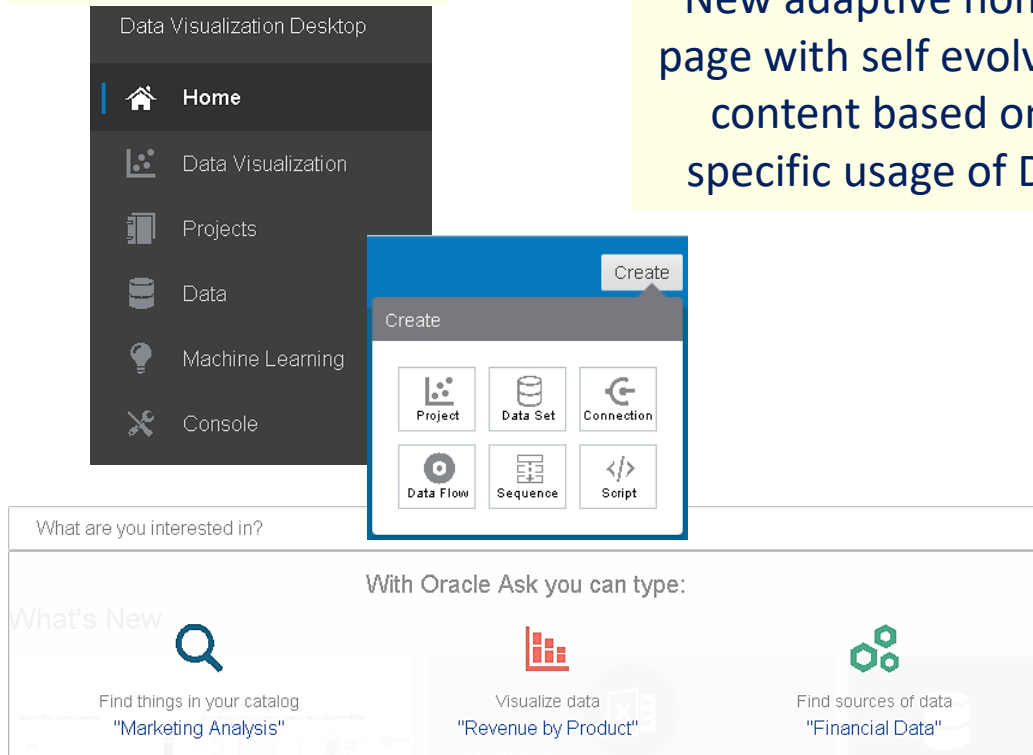 Data Visualization Desktop
Home
Data Visualization
Projects
Data
Machine Learning
Console
page with self evolv
content based or
specific usage of D
Create
Create
Project Data Set Connection
Data Flow Sequence Script
What are you interested in?
With Oracle Ask you can type:
What's New
Find things in your catalog
"Marketing Analysis"
Visualize data
"Revenue by Product"
Find sources of data
"Financial Data"